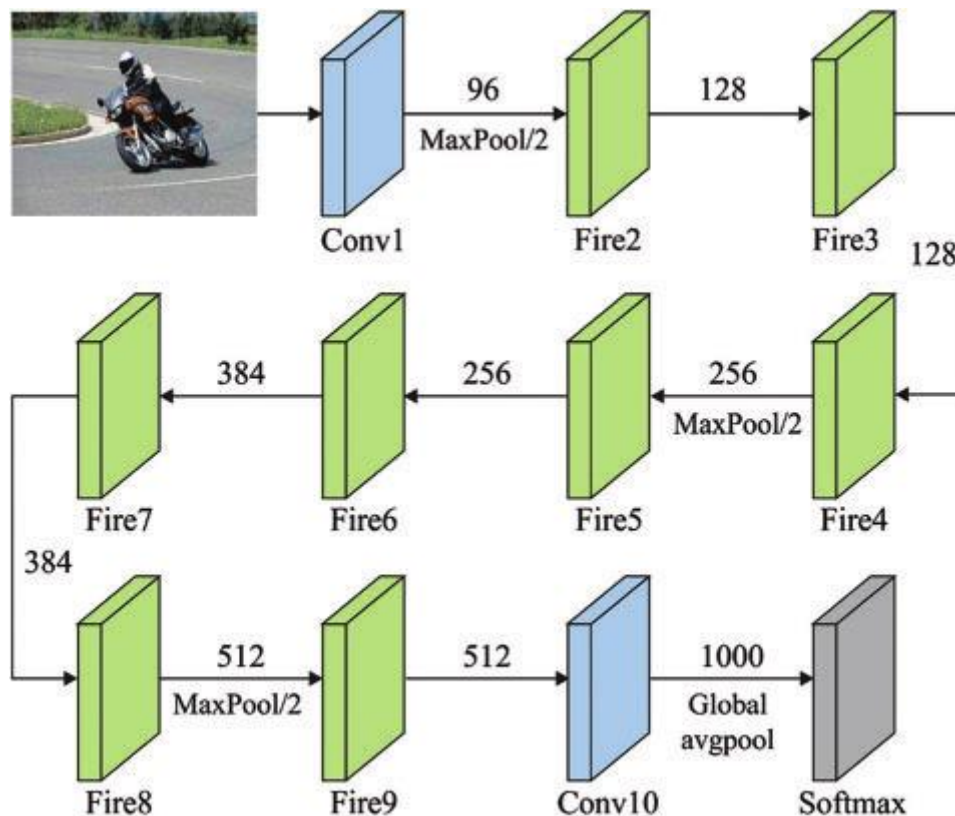 96
MaxPool/2
128
Conv1
Fire2
Fire3
128
384
256
256
MaxPool/2
Fire7
Fire6
Fire5
Fire4
384
512
MaxPool/2
512
1000
Global
avgpool
Fire8
Fire9
Conv10
Softmax